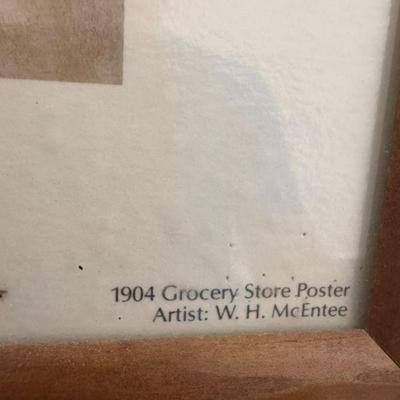 1904 Grocery Store Poster
Artist: W. H. McEntee